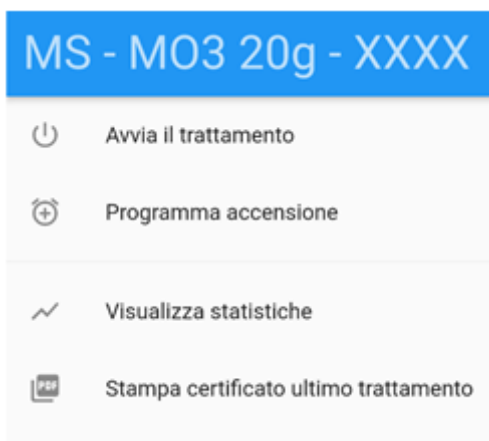 MS - MO3 20g - XXXX
Avvia il trattamento
Programma accensione
Visualizza statistiche
PDF
Stampa certificato ultimo trattamento